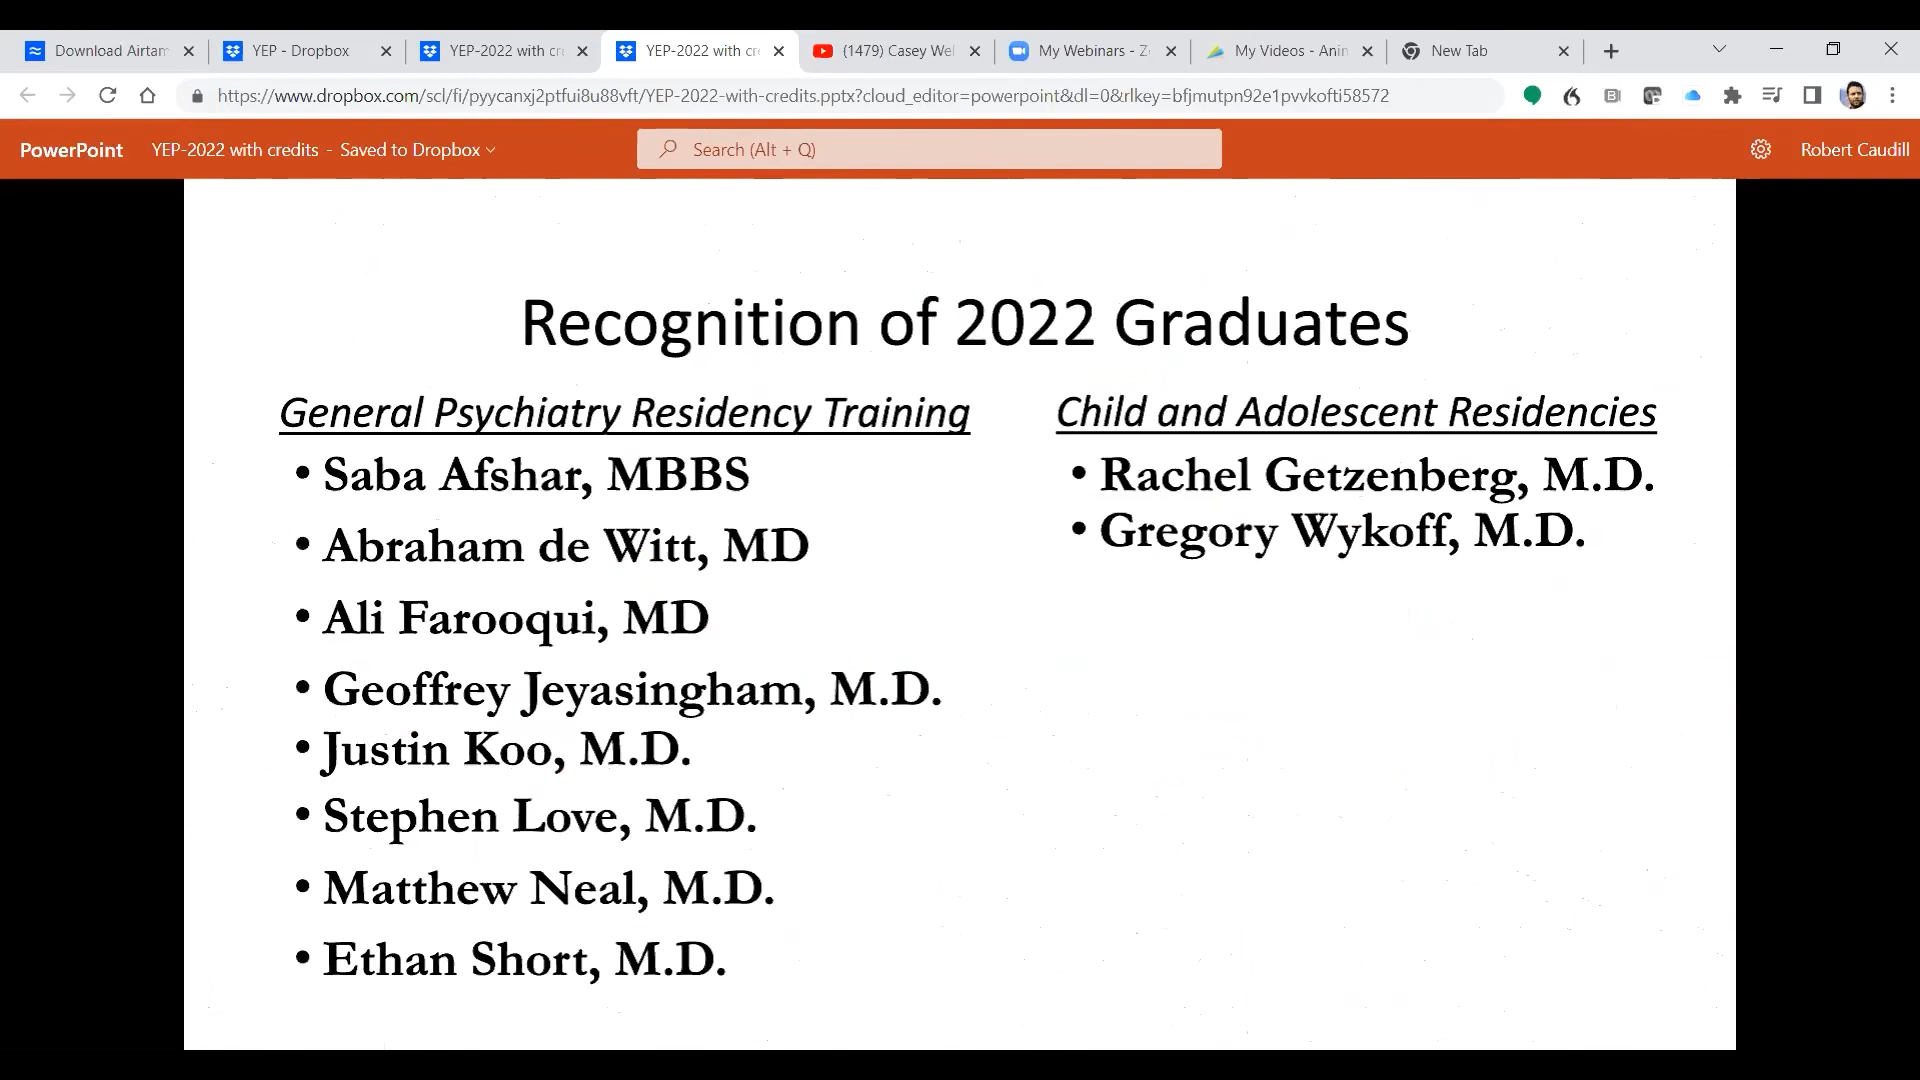 Download Airtam
YEP - Dropbox
YEP-2022 with cre
YEP-2022 with cre
(1479) Casey Wel
My Webinars - Zo
My Videos - Anim
New Tab
https://www.dropbox.com/scl/fi/pyycanxj2ptfui8u88vft/YEP-2022-with-credits.pptx?cloud_editor=powerpoint&dl=0&rlkey=bfjmutpn92e1pvvkofti58572
PowerPoint YEP-2022 with credits - Saved to Dropbox
Search (Alt + Q)
Robert Caudill
Recognition of 2022 Graduates
General Psychiatry Residency Training
• Saba Afshar, MBBS
• Abraham de Witt, MD
• Ali Farooqui, MD
• Geoffrey Jeyasingham, M.D.
• Justin Koo, M.D.
• Stephen Love, M.D.
• Matthew Neal, M.D.
• Ethan Short, M.D.
Child and Adolescent Residencies
• Rachel Getzenberg, M.D.
• Gregory Wykoff, M.D.